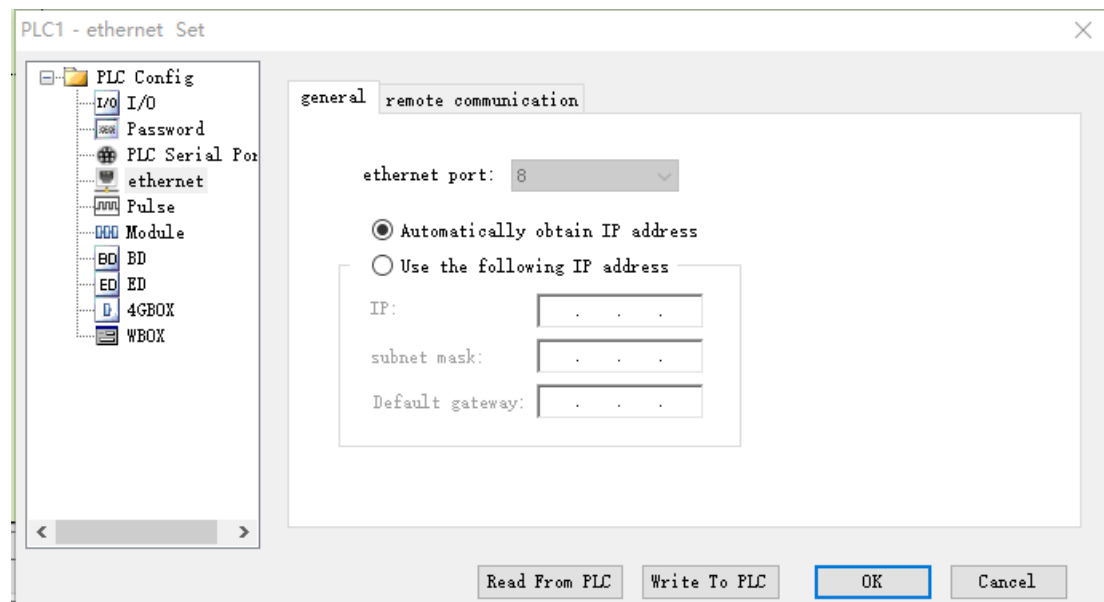 PLC1 - ethernet Set
PLC Config
I/O I/O
Password
PLC Serial Por
ethernet
Pulse
Module
BD BD
ED ED
4GBOX
WBOX
general remote communication
ethernet port: 8
Automatically obtain IP address
Use the following IP address
IP: . . .
subnet mask: . . .
Default gateway: . . .
Read From PLC Write To PLC OK Cancel